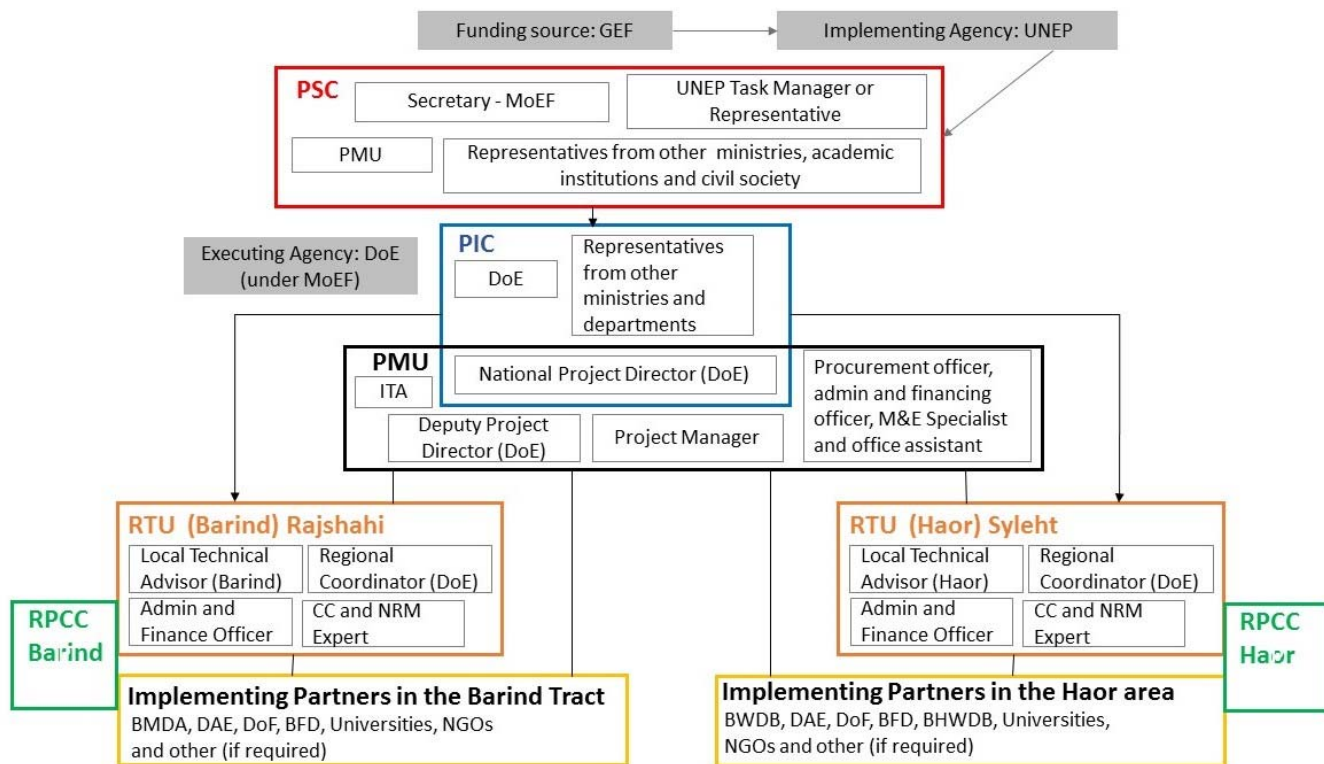 Funding source: GEF
Implementing Agency: UNEP
PSC
Secretary - MoEF
UNEP Task Manager or
Representative
PMU
Representatives from other ministries, academic
institutions and civil society
Executing Agency: DoE
(under MoEF)
PIC
DoE
Representatives
from other
ministries and
departments
PMU
ITA
National Project Director (DoE)
Deputy Project
Director (DoE)
Project Manager
Procurement officer,
admin and financing
officer, M&E Specialist
and office assistant
RTU (Barind) Rajshahi
Local Technical
Advisor (Barind)
Regional
Coordinator (DoE)
Admin and
Finance Officer
CC and NRM
Expert
RPCC
Barind
Implementing Partners in the Barind Tract
BMDA, DAE, DoF, BFD, Universities, NGOs
and other (if required)
RTU (Haor) Syleht
Local Technical
Advisor (Haor)
Regional
Coordinator (DoE)
Admin and
Finance Officer
CC and NRM
Expert
RPCC
Haor
Implementing Partners in the Haor area
BWDB, DAE, DoF, BFD, BHWDB, Universities,
NGOs and other (if required)